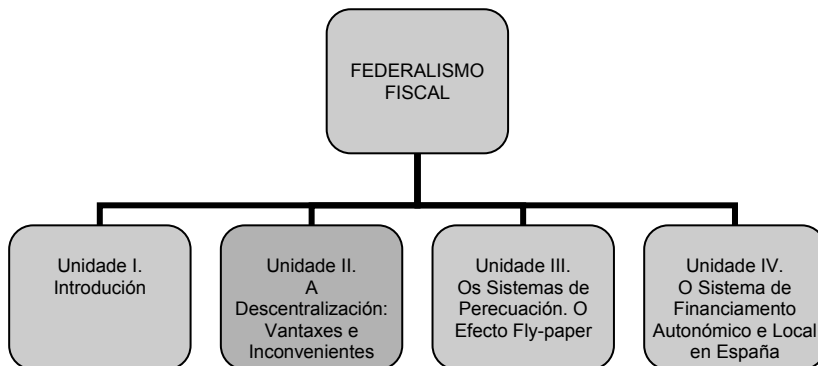 FEDERALISMO
FISCAL
Unidade I.
Introdución
Unidade II.
A
Descentralización:
Vantaxes e
Inconvenientes
Unidade III.
Os Sistemas de
Perecuación. O
Efecto Fly-paper
Unidade IV.
O Sistema de
Financiamento
Autonómico e Local
en España